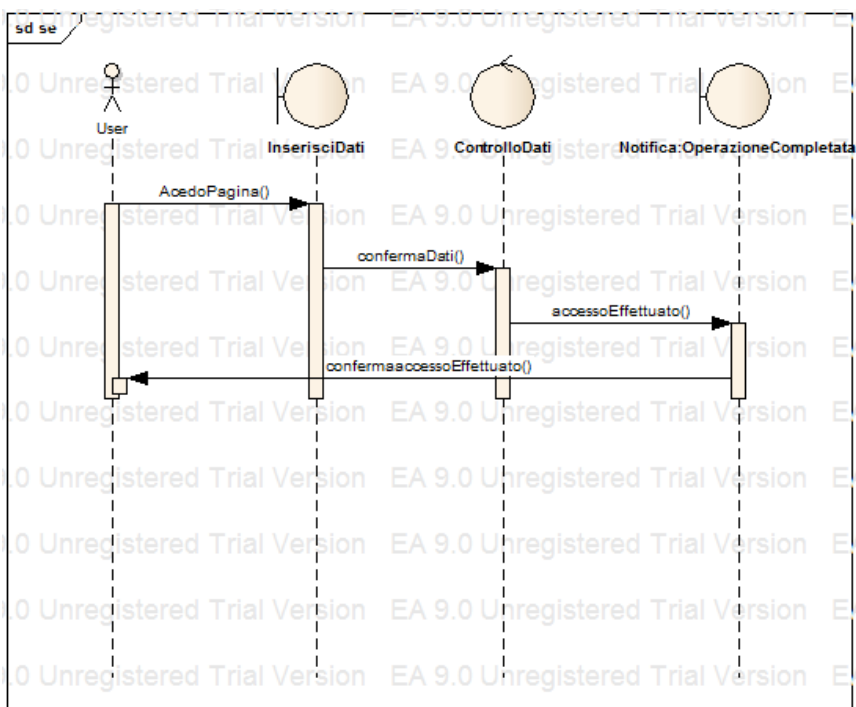 sd se
User
InserisciDati
ControlloDati
Notifica:OperazioneCompletata
AcedoPagina()
confermaDati()
accessoEffettuato()
confermaaccessoEffettuato()
EA 9.0 Unregistered Trial Version